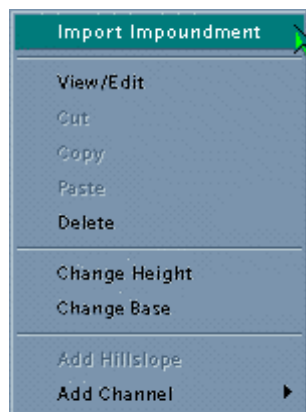 Import Impoundment
View/Edit
Cut
Copy
Paste
Delete
Change Height
Change Base
Add Hillslope
Add Channel